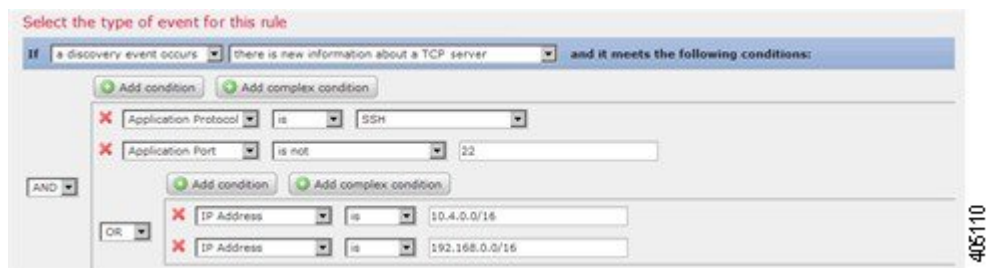 Select the type of event for this rule
If a discovery event occurs there is new information about a TCP server and it meets the following conditions:
Add condition Add complex condition
Application Protocol is SSH
Application Port is not 22
AND
Add condition Add complex condition
OR
IP Address is 10.4.0.0/16
IP Address is 192.168.0.0/16
405110